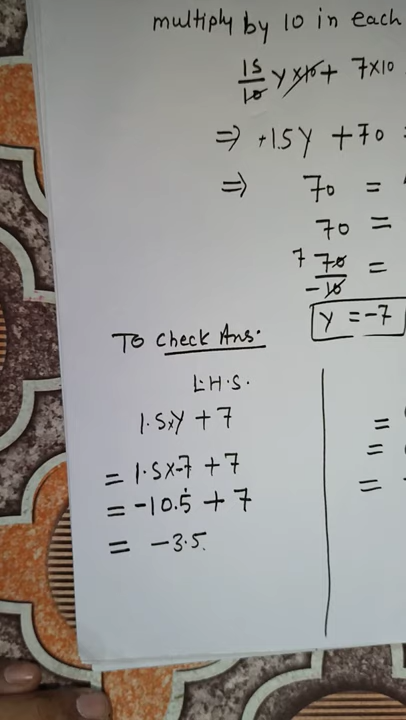 multiply by 10 in each
15/10 y×10 + 7×10
⇒ +15y + 70 =
⇒ 70 =
70 =
7 70/-10 =
y = -7
To check Ans.
L.H.S.
1.5×y + 7
= 1.5×-7 + 7
= -10.5 + 7
= -3.5.
=
=
=